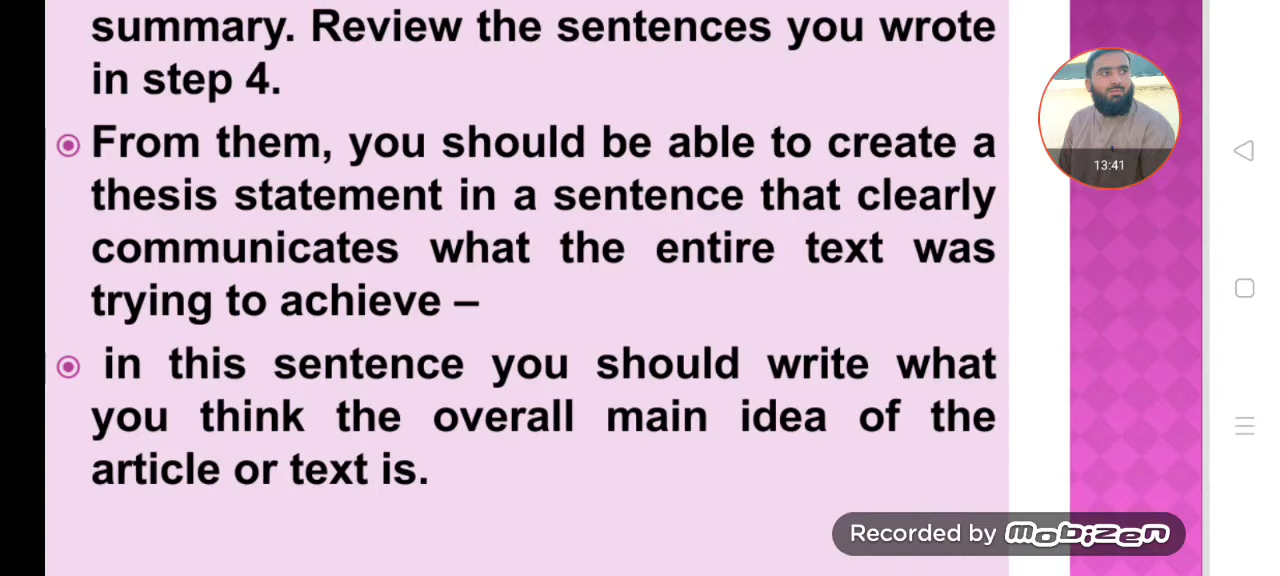 summary. Review the sentences you wrote
in step 4.
From them, you should be able to create a
thesis statement in a sentence that clearly
communicates what the entire text was
trying to achieve –
in this sentence you should write what
you think the overall main idea of the
article or text is.
13:41
Recorded by Mobizen